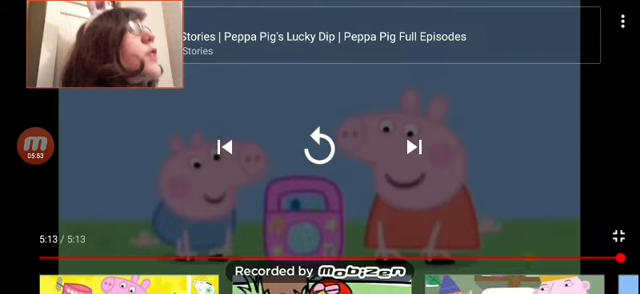 Stories | Peppa Pig's Lucky Dip | Peppa Pig Full Episodes
Stories
05:53
5:13 / 5:13
Recorded by mobizen